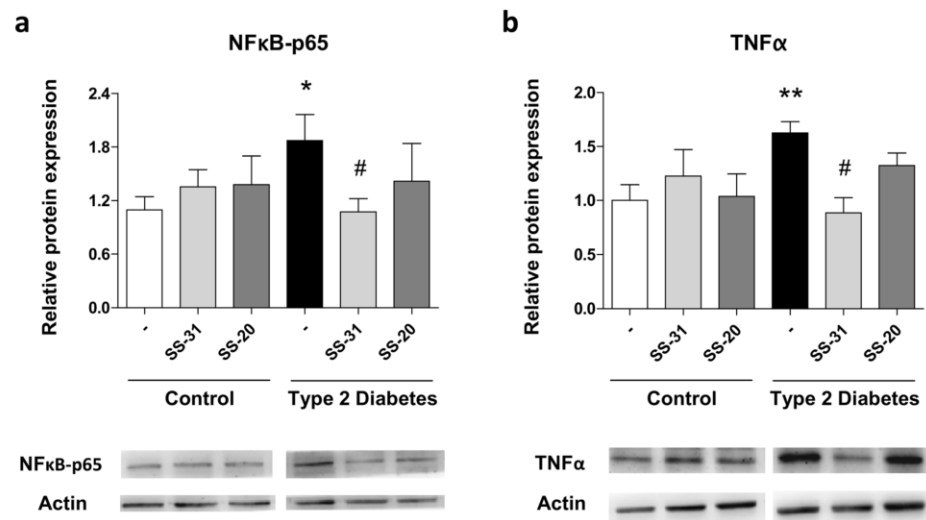 a
NFκB-p65
Relative protein expression
2.4
1.8
1.2
0.6
0.0
*
#
- SS-31 SS-20 - SS-31 SS-20
Control Type 2 Diabetes
NFκB-p65
Actin
b
TNFα
Relative protein expression
2.0
1.5
1.0
0.5
0.0
**
#
- SS-31 SS-20 - SS-31 SS-20
Control Type 2 Diabetes
TNFα
Actin